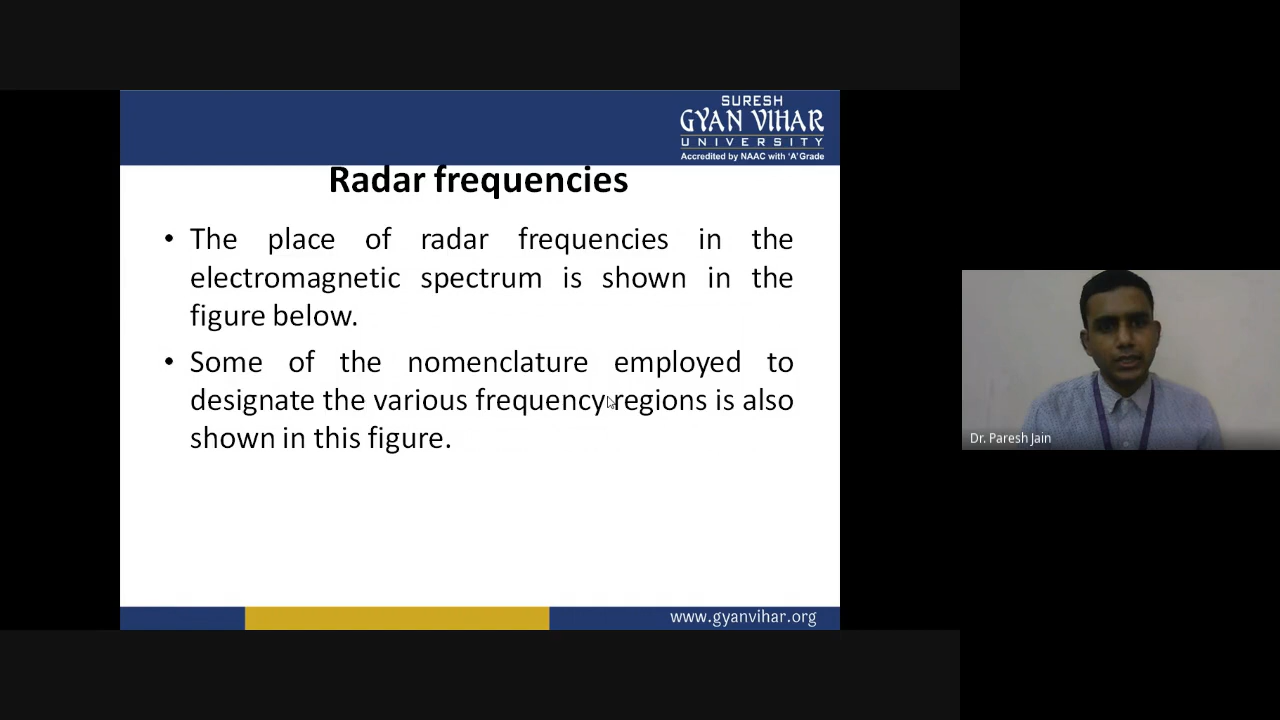 SURESH
GYAN VIHAR
UNIVERSITY
Accredited by NAAC with 'A' Grade
Radar frequencies
• The place of radar frequencies in the
electromagnetic spectrum is shown in the
figure below.
• Some of the nomenclature employed to
designate the various frequency regions is also
shown in this figure.
Dr. Paresh Jain
www.gyanvihar.org